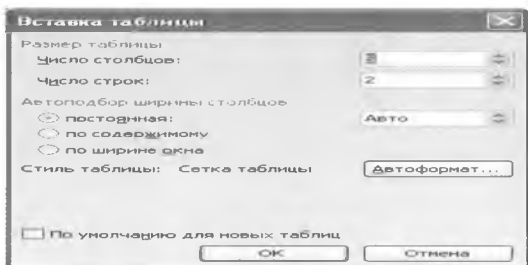 Вставка таблицы
Размер таблицы
Число столбцов:
Число строк: 2
Автоподбор ширины столбцов
постоянная: Авто
по содержимому
по ширине окна
Стиль таблицы: Сетка таблицы Автоформат...
По умолчанию для новых таблиц
ОК Отмена